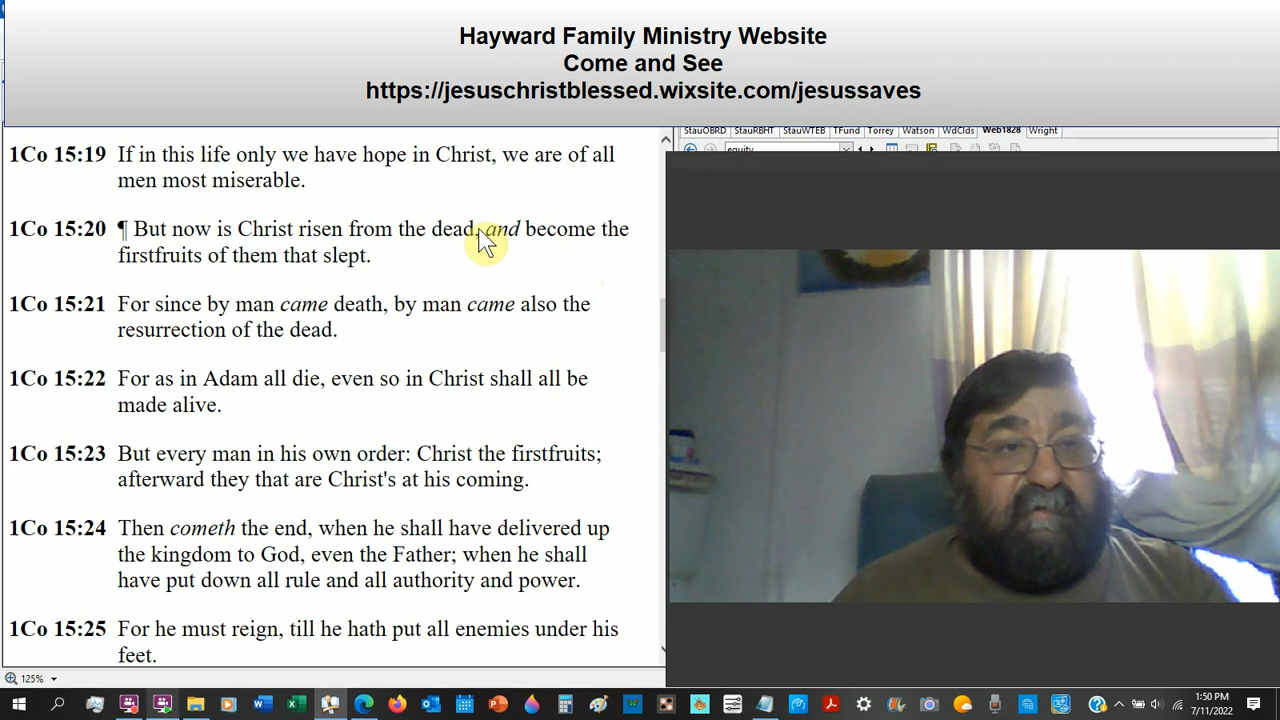 Hayward Family Ministry Website
Come and See
https://jesuschristblessed.wixsite.com/jesussaves
StauOBRD StauRBHT StauWTEB TFund Torrey Watson WdClds Web1828 Wright
equity
1Co 15:19 If in this life only we have hope in Christ, we are of all
men most miserable.
1Co 15:20 ¶ But now is Christ risen from the dead, and become the
firstfruits of them that slept.
1Co 15:21 For since by man came death, by man came also the
resurrection of the dead.
1Co 15:22 For as in Adam all die, even so in Christ shall all be
made alive.
1Co 15:23 But every man in his own order: Christ the firstfruits;
afterward they that are Christ's at his coming.
1Co 15:24 Then cometh the end, when he shall have delivered up
the kingdom to God, even the Father; when he shall
have put down all rule and all authority and power.
1Co 15:25 For he must reign, till he hath put all enemies under his
feet.
125%
1:50 PM
7/11/2022